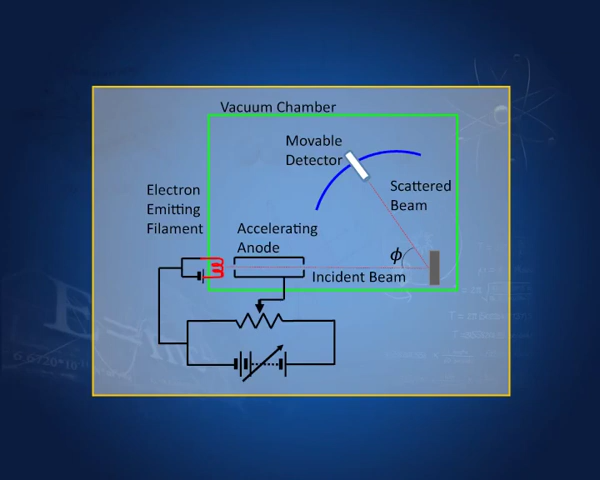 Vacuum Chamber
Movable
Detector
Scattered
Beam
Electron
Emitting
Filament
Accelerating
Anode
ϕ
Incident Beam